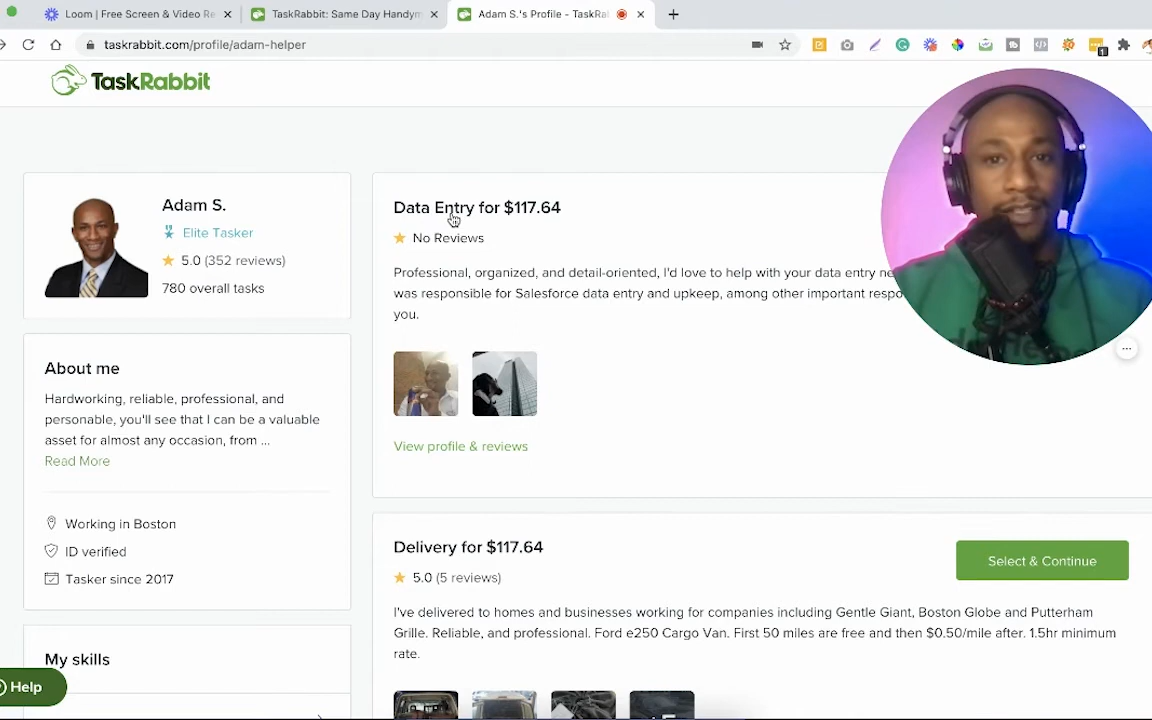 Loom | Free Screen & Video Re
TaskRabbit: Same Day Handym
Adam S.'s Profile - TaskRa
taskrabbit.com/profile/adam-helper
1
TaskRabbit
Adam S.
Elite Tasker
5.0 (352 reviews)
780 overall tasks
About me
Hardworking, reliable, professional, and
personable, you'll see that I can be a valuable
asset for almost any occasion, from ...
Read More
Working in Boston
ID verified
Tasker since 2017
My skills
Help
Data Entry for $117.64
No Reviews
Professional, organized, and detail-oriented, I'd love to help with your data entry
was responsible for Salesforce data entry and upkeep, among other important
you.
View profile & reviews
Delivery for $117.64
Select & Continue
5.0 (5 reviews)
I've delivered to homes and businesses working for companies including Gentle Giant, Boston Globe and Putterham
Grille. Reliable, and professional. Ford e250 Cargo Van. First 50 miles are free and then $0.50/mile after. 1.5hr minimum
rate.